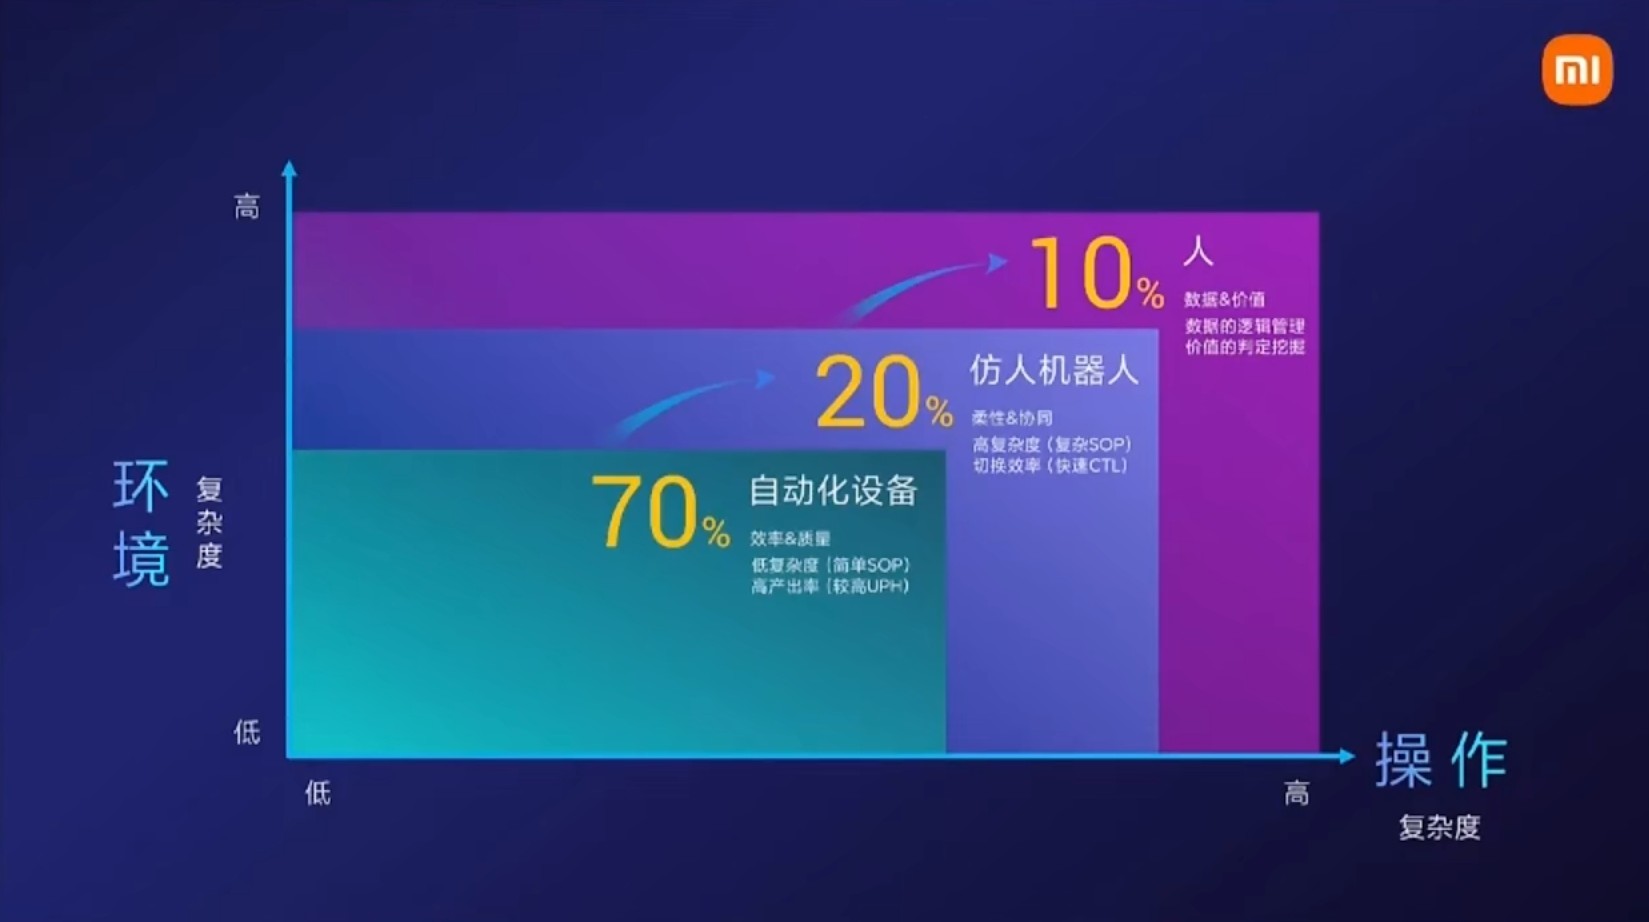 mi
高
10% 人
数据&价值
数据的逻辑管理
价值的判定挖掘
20% 仿人机器人
柔性&协同
高复杂度（复杂SOP）
切换效率（快速CTL）
70% 自动化设备
效率&质量
低复杂度（简单SOP）
高产出率（较高UPH）
环境
复杂度
低
低
高
操作
复杂度